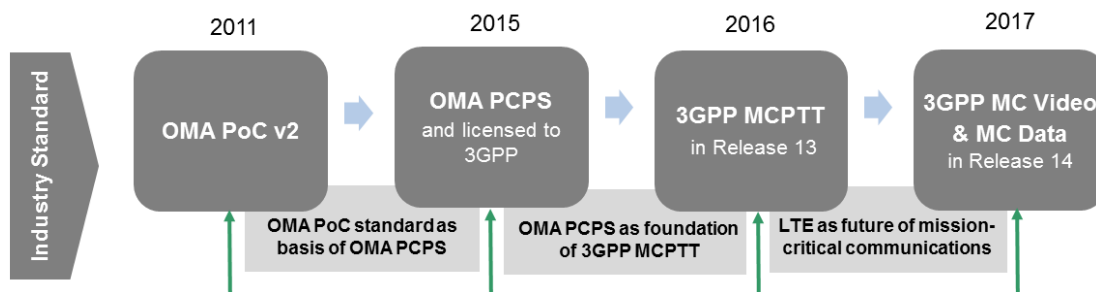 2011
2015
2016
2017
Industry Standard
OMA PoC v2
OMA PCPS
and licensed to
3GPP
3GPP MCPTT
in Release 13
3GPP MC Video
& MC Data
in Release 14
OMA PoC standard as
basis of OMA PCPS
OMA PCPS as foundation
of 3GPP MCPTT
LTE as future of mission-
critical communications